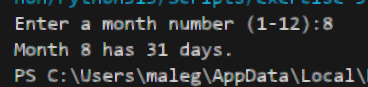 Enter a month number (1-12):8
Month 8 has 31 days.
PS C:\Users\maleg\AppData\Local\